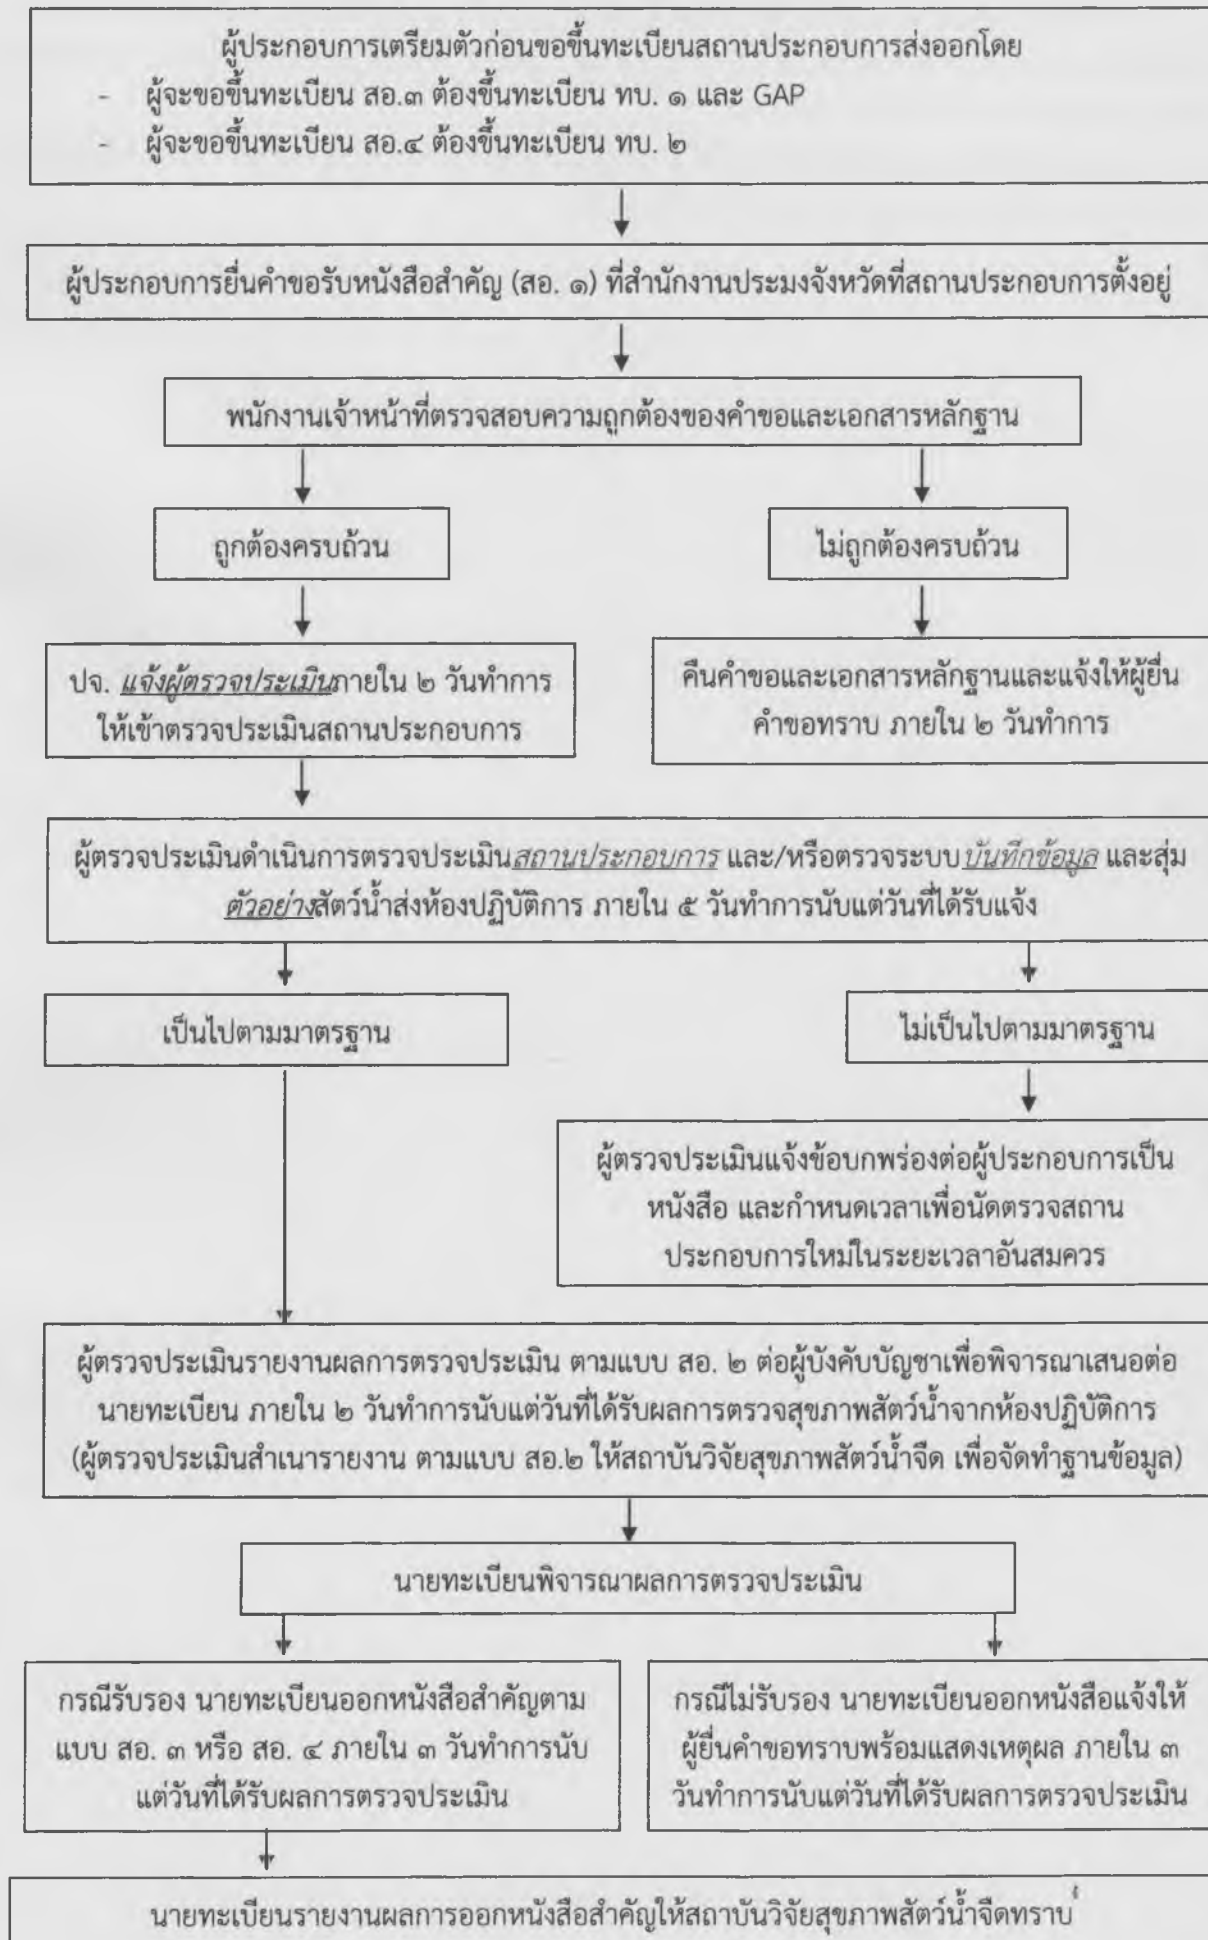 ผู้ประกอบการเตรียมตัวก่อนขอขึ้นทะเบียนสถานประกอบการส่งออกโดย
- ผู้จะขอขึ้นทะเบียน สอ.๓ ต้องขึ้นทะเบียน ทบ. ๑ และ GAP
- ผู้จะขอขึ้นทะเบียน สอ.๔ ต้องขึ้นทะเบียน ทบ. ๒
ผู้ประกอบการยื่นคำขอรับหนังสือสำคัญ (สอ. ๑) ที่สำนักงานประมงจังหวัดที่สถานประกอบการตั้งอยู่
พนักงานเจ้าหน้าที่ตรวจสอบความถูกต้องของคำขอและเอกสารหลักฐาน
ถูกต้องครบถ้วน
ไม่ถูกต้องครบถ้วน
ปจ. แจ้งผู้ตรวจประเมินภายใน ๒ วันทำการ
ให้เข้าตรวจประเมินสถานประกอบการ
คืนคำขอและเอกสารหลักฐานและแจ้งให้ผู้ยื่น
คำขอทราบ ภายใน ๒ วันทำการ
ผู้ตรวจประเมินดำเนินการตรวจประเมินสถานประกอบการ และ/หรือตรวจระบบบันทึกข้อมูล และสุ่ม
ตัวอย่างสัตว์น้ำส่งห้องปฏิบัติการ ภายใน ๕ วันทำการนับแต่วันที่ได้รับแจ้ง
เป็นไปตามมาตรฐาน
ไม่เป็นไปตามมาตรฐาน
ผู้ตรวจประเมินแจ้งข้อบกพร่องต่อผู้ประกอบการเป็น
หนังสือ และกำหนดเวลาเพื่อนัดตรวจสถาน
ประกอบการใหม่ในระยะเวลาอันสมควร
ผู้ตรวจประเมินรายงานผลการตรวจประเมิน ตามแบบ สอ. ๒ ต่อผู้บังคับบัญชาเพื่อพิจารณาเสนอต่อ
นายทะเบียน ภายใน ๒ วันทำการนับแต่วันที่ได้รับผลการตรวจสุขภาพสัตว์น้ำจากห้องปฏิบัติการ
(ผู้ตรวจประเมินสำเนารายงาน ตามแบบ สอ.๒ ให้สถาบันวิจัยสุขภาพสัตว์น้ำจืด เพื่อจัดทำฐานข้อมูล)
นายทะเบียนพิจารณาผลการตรวจประเมิน
กรณีรับรอง นายทะเบียนออกหนังสือสำคัญตาม
แบบ สอ. ๓ หรือ สอ. ๔ ภายใน ๓ วันทำการนับ
แต่วันที่ได้รับผลการตรวจประเมิน
กรณีไม่รับรอง นายทะเบียนออกหนังสือแจ้งให้
ผู้ยื่นคำขอทราบพร้อมแสดงเหตุผล ภายใน ๓
วันทำการนับแต่วันที่ได้รับผลการตรวจประเมิน
นายทะเบียนรายงานผลการออกหนังสือสำคัญให้สถาบันวิจัยสุขภาพสัตว์น้ำจืดทราบ